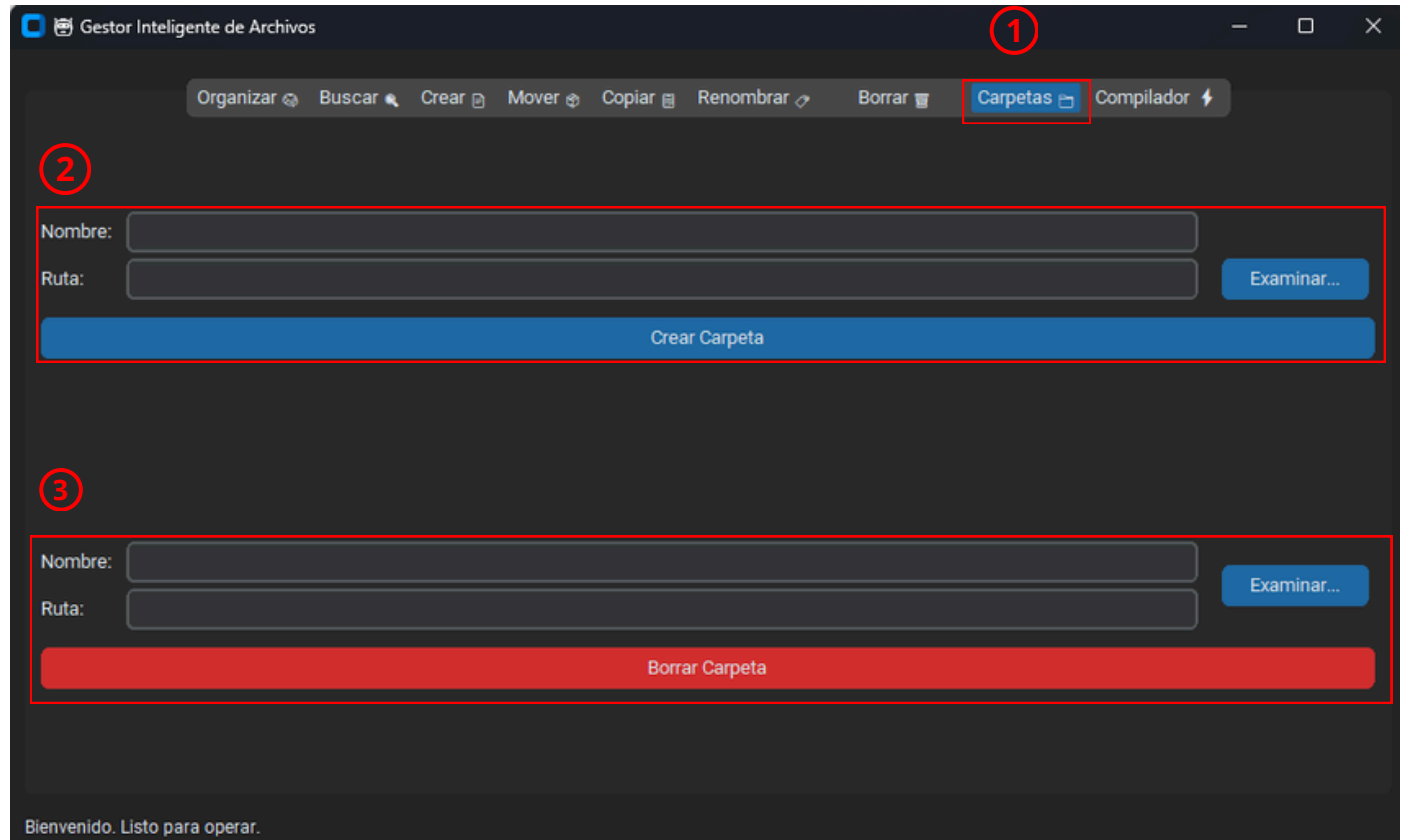 Gestor Inteligente de Archivos
1
Organizar Buscar Crear Mover Copiar Renombrar Borrar Carpetas Compilador
2
Nombre:
Ruta: Examinar...
Crear Carpeta
3
Nombre:
Examinar...
Ruta:
Borrar Carpeta
Bienvenido. Listo para operar.